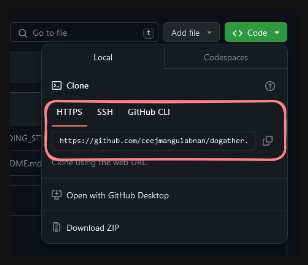 Go to file t Add file Code
Local Codespaces
Clone
HTTPS SSH GitHub CLI
DING_ST
https://github.com/ceejmangulabnan/dogather.
DME.md
Clone using the web URL.
Open with GitHub Desktop
Download ZIP